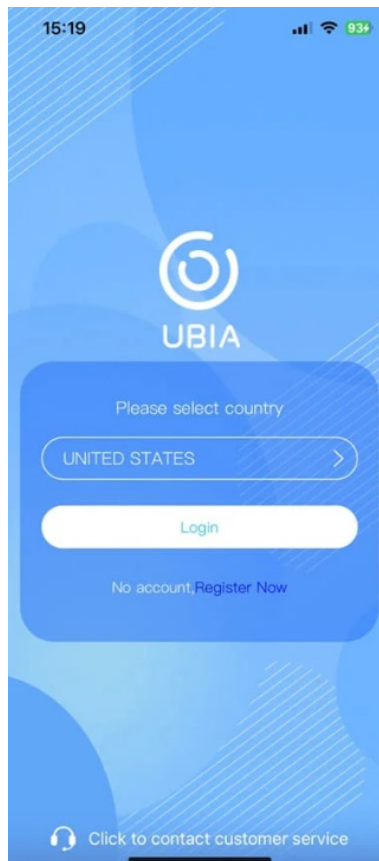 15:19
93
UBIA
Please select country
UNITED STATES
Login
No account,Register Now
Click to contact customer service